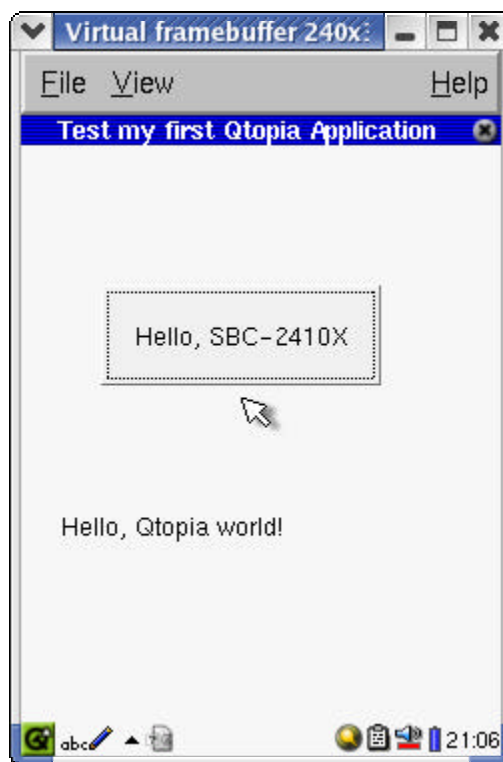 Virtual framebuffer 240x
File View Help
Test my first Qtopia Application
Hello, SBC-2410X
Hello, Qtopia world!
abc 21:06